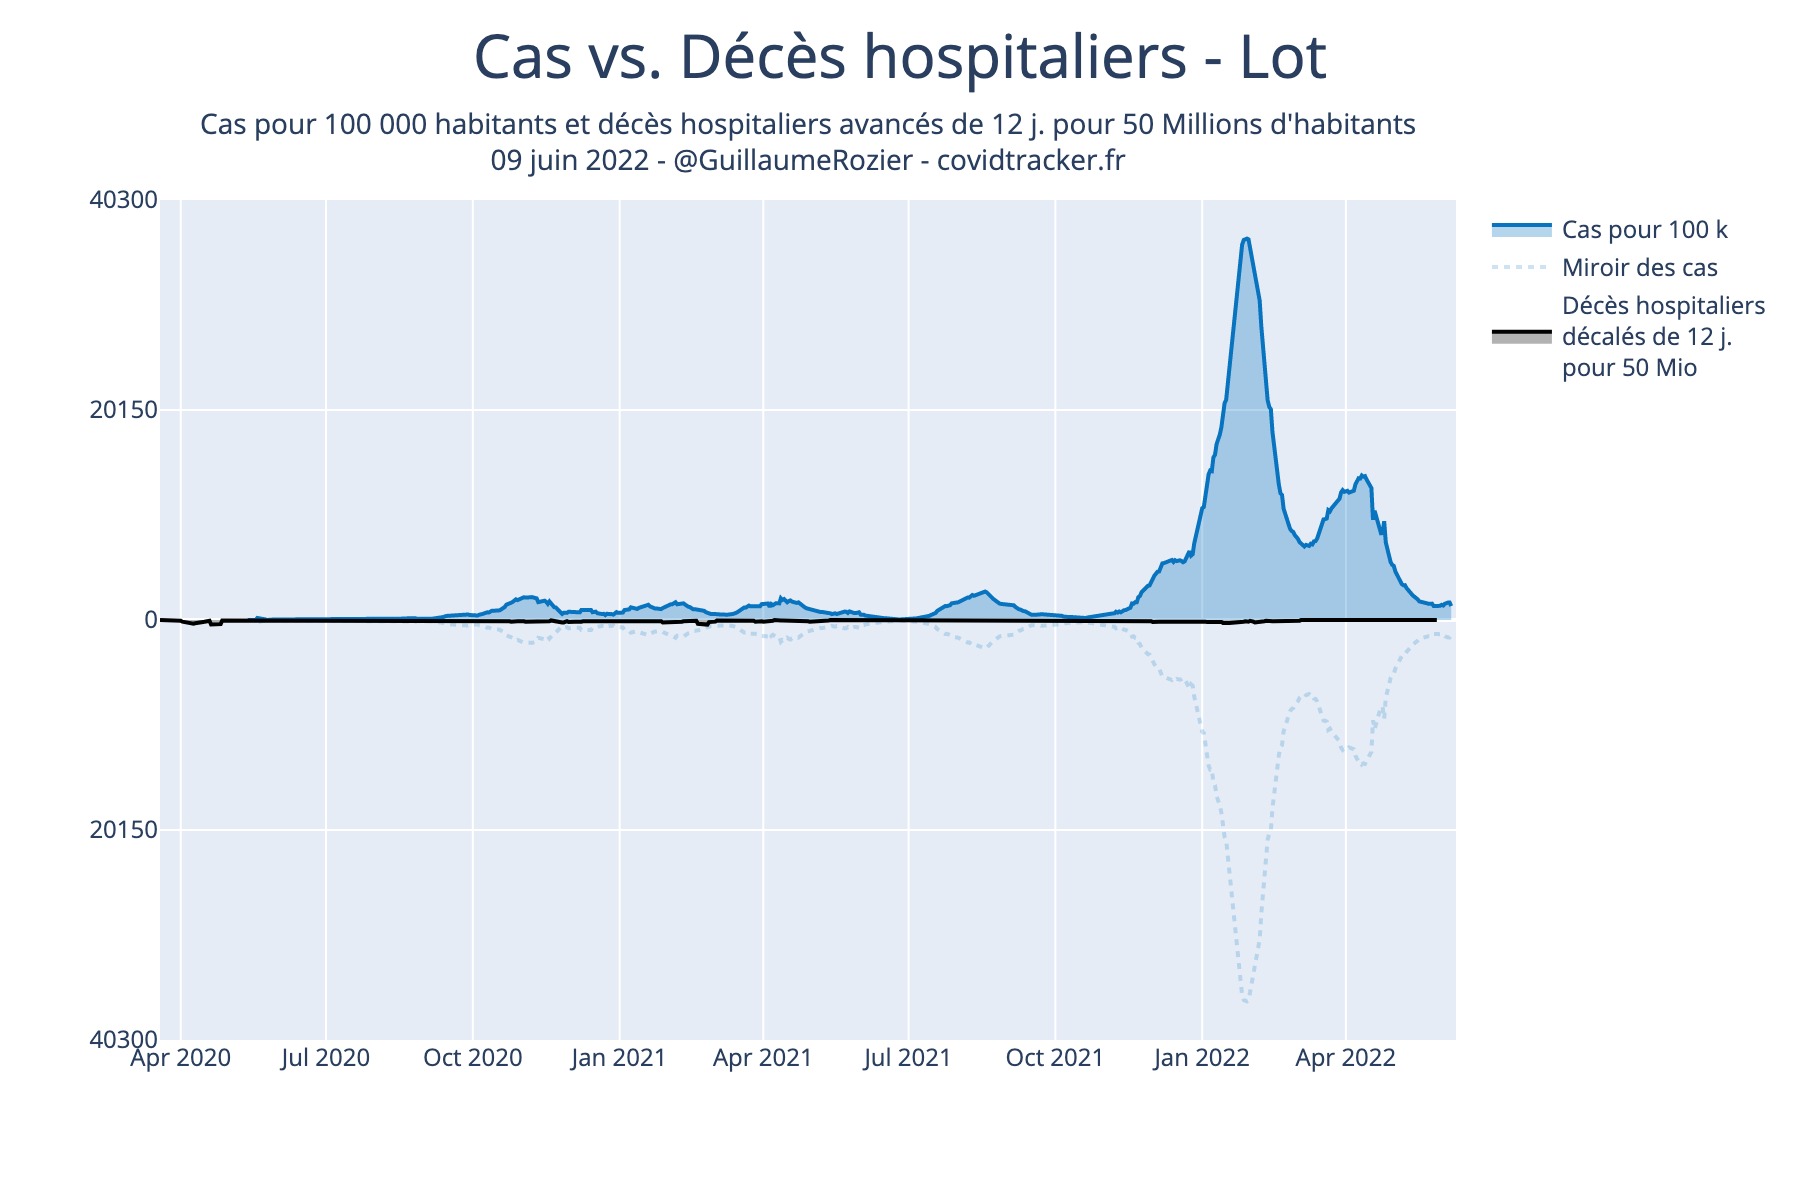 Cas vs. Décès hospitaliers - Lot
Cas pour 100 000 habitants et décès hospitaliers avancés de 12 j. pour 50 Millions d'habitants
09 juin 2022 - @GuillaumeRozier - covidtracker.fr
40300
20150
0
20150
40300
Apr 2020
Jul 2020
Oct 2020
Jan 2021
Apr 2021
Jul 2021
Oct 2021
Jan 2022
Apr 2022
Cas pour 100 k
Miroir des cas
Décès hospitaliers
décalés de 12 j.
pour 50 Mio